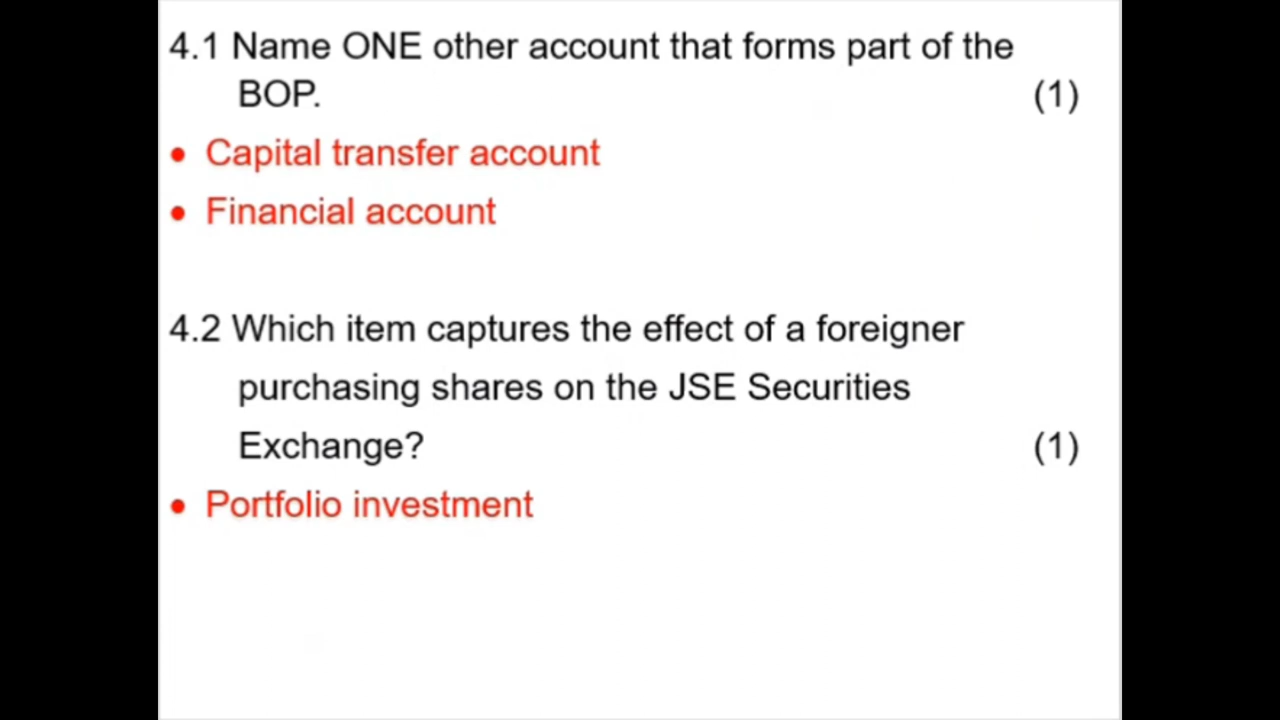 4.1 Name ONE other account that forms part of the
BOP. (1)
• Capital transfer account
• Financial account
4.2 Which item captures the effect of a foreigner
purchasing shares on the JSE Securities
Exchange? (1)
• Portfolio investment